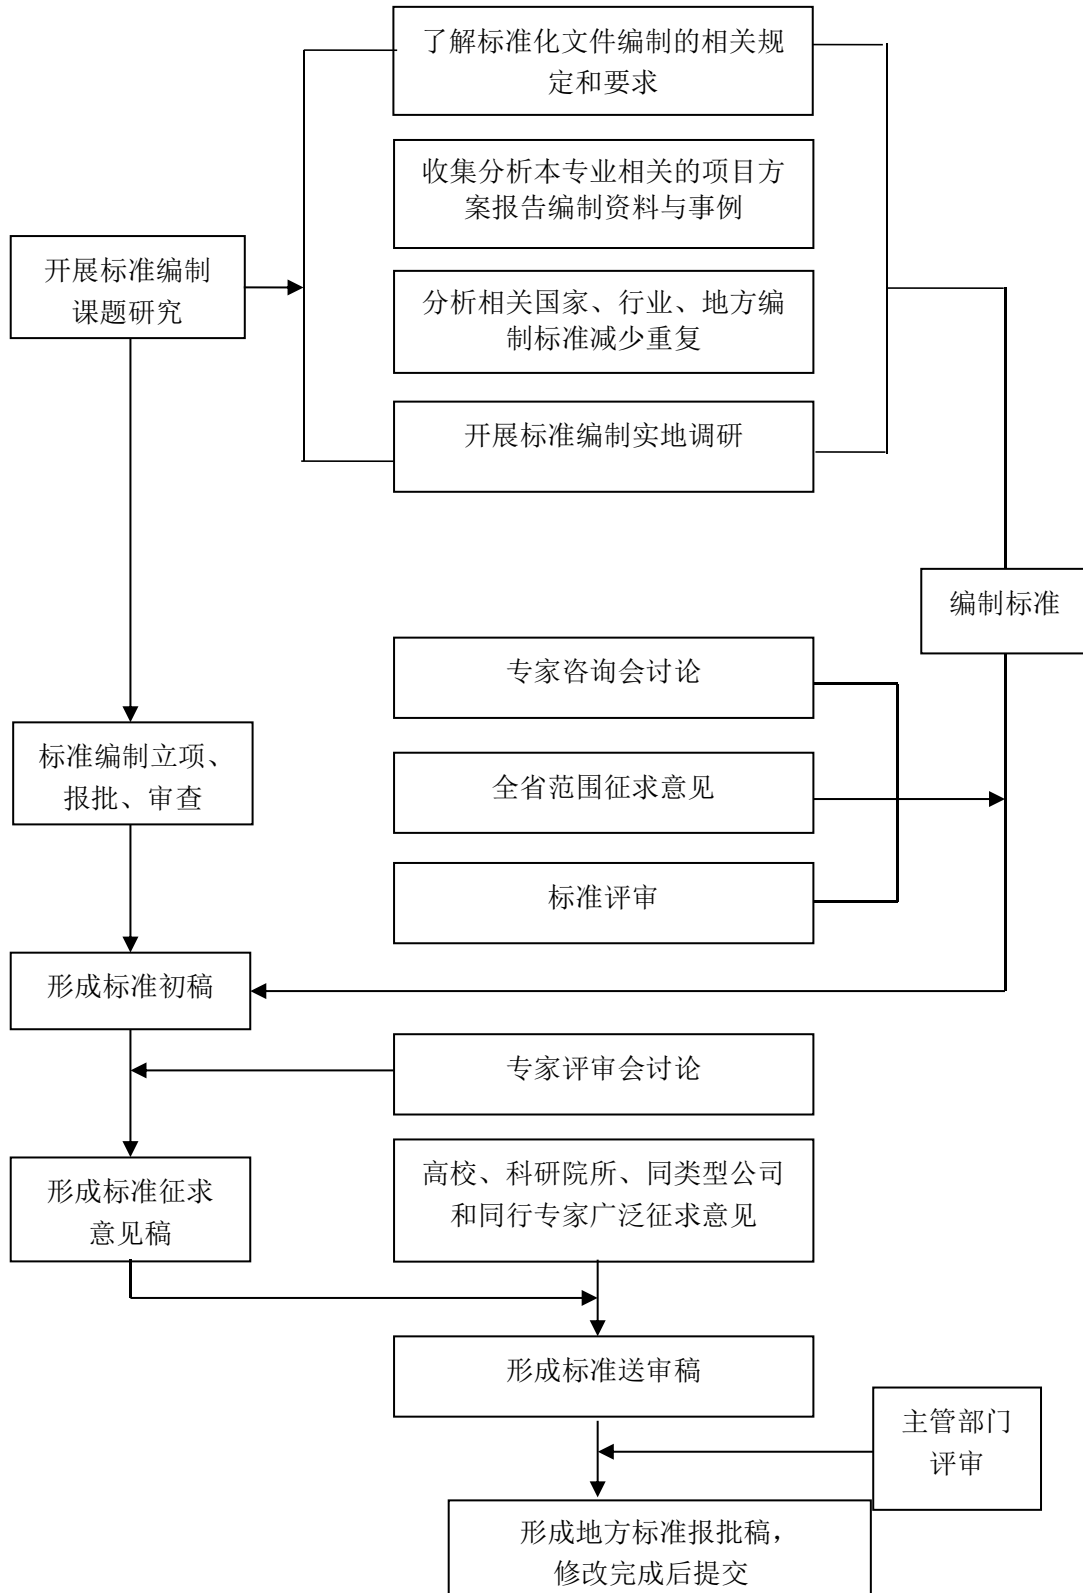 了解标准化文件编制的相关规
定和要求
收集分析本专业相关的项目方
案报告编制资料与事例
开展标准编制
课题研究
分析相关国家、行业、地方编
制标准减少重复
开展标准编制实地调研
编制标准
专家咨询会讨论
标准编制立项、
报批、审查
全省范围征求意见
标准评审
形成标准初稿
专家评审会讨论
形成标准征求
意见稿
高校、科研院所、同类型公司
和同行专家广泛征求意见
形成标准送审稿
主管部门
评审
形成地方标准报批稿，
修改完成后提交